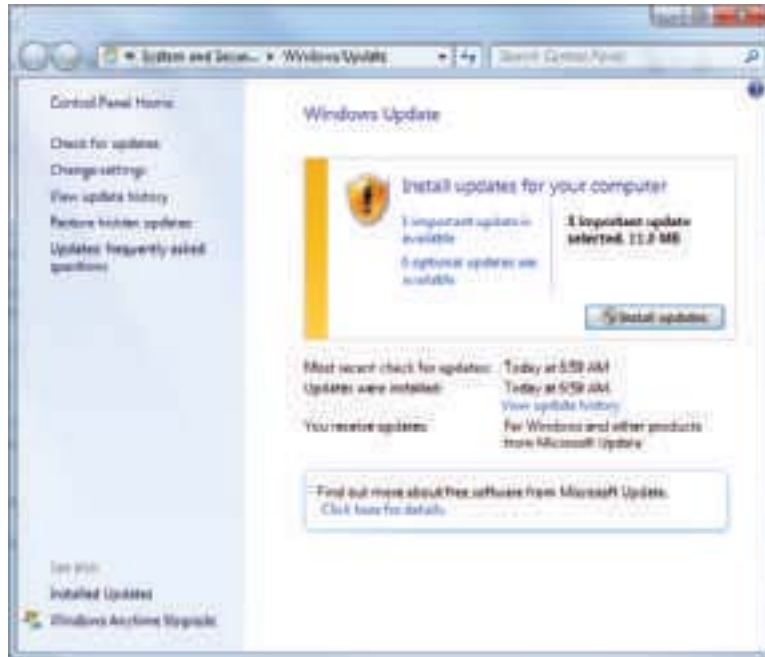 System and Secur... Windows Update Search Control Panel
Control Panel Home
Check for updates
Change settings
View update history
Restore hidden updates
Updates: frequently asked
questions
Windows Update
Install updates for your computer
important update is
available
optional updates are
available
important update
selected, MB
Install updates
Most recent check for updates: Today at AM
Updates were installed: Today at AM
View update history
You receive updates: For Windows and other products
from Microsoft Update
Find out more about free software from Microsoft Update.
Click here for details.
See also
Installed Updates
Windows Anytime Upgrade